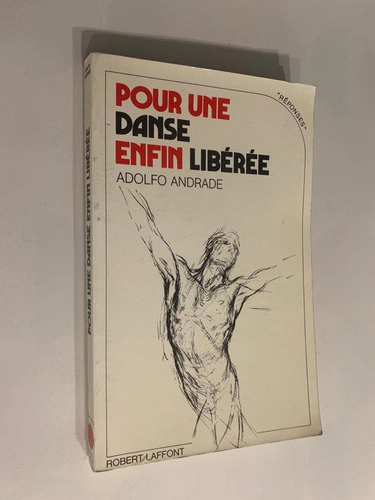 "RÉPONSES"
POUR UNE
DANSE
ENFIN LIBÉRÉE
ADOLFO ANDRADE
ROBERT LAFFONT
POUR UNE DANSE ENFIN LIBÉRÉE